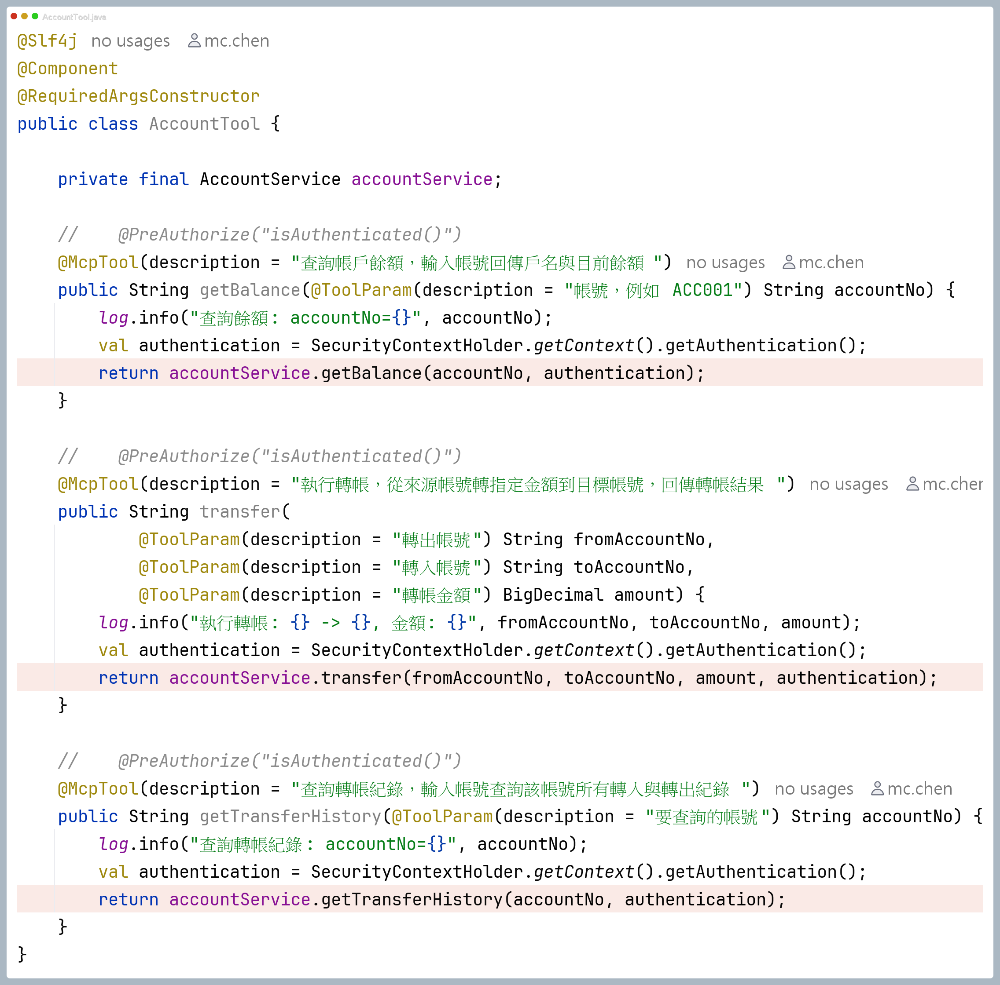 AccountTool.java
@Slf4j no usages mc.chen
@Component
@RequiredArgsConstructor
public class AccountTool {
private final AccountService accountService;
// @PreAuthorize("isAuthenticated()")
@McpTool(description = "查詢帳戶餘額，輸入帳號回傳戶名與目前餘額 ") no usages mc.chen
public String getBalance(@ToolParam(description = "帳號，例如 ACC001") String accountNo) {
log.info("查詢餘額: accountNo={}", accountNo);
val authentication = SecurityContextHolder.getContext().getAuthentication();
return accountService.getBalance(accountNo, authentication);
}
// @PreAuthorize("isAuthenticated()")
@McpTool(description = "執行轉帳，從來源帳號轉指定金額到目標帳號，回傳轉帳結果 ") no usages mc.chen
public String transfer(
@ToolParam(description = "轉出帳號") String fromAccountNo,
@ToolParam(description = "轉入帳號") String toAccountNo,
@ToolParam(description = "轉帳金額") BigDecimal amount) {
log.info("執行轉帳: {} -> {}, 金額: {}", fromAccountNo, toAccountNo, amount);
val authentication = SecurityContextHolder.getContext().getAuthentication();
return accountService.transfer(fromAccountNo, toAccountNo, amount, authentication);
}
// @PreAuthorize("isAuthenticated()")
@McpTool(description = "查詢轉帳紀錄，輸入帳號查詢該帳號所有轉入與轉出紀錄 ") no usages mc.chen
public String getTransferHistory(@ToolParam(description = "要查詢的帳號") String accountNo) {
log.info("查詢轉帳紀錄: accountNo={}", accountNo);
val authentication = SecurityContextHolder.getContext().getAuthentication();
return accountService.getTransferHistory(accountNo, authentication);
}
}